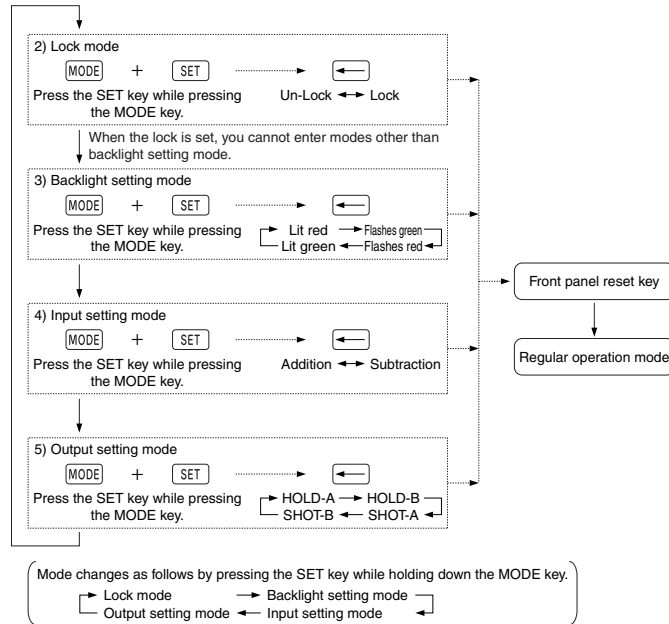 2) Lock mode
MODE + SET ←
Press the SET key while pressing
the MODE key.
Un-Lock ↔ Lock
When the lock is set, you cannot enter modes other than
backlight setting mode.
3) Backlight setting mode
MODE + SET ←
Press the SET key while pressing
the MODE key.
Lit red → Flashes green
Lit green ← Flashes red
4) Input setting mode
MODE + SET ←
Press the SET key while pressing
the MODE key.
Addition ↔ Subtraction
5) Output setting mode
MODE + SET ←
Press the SET key while pressing
the MODE key.
HOLD-A → HOLD-B
SHOT-B ← SHOT-A
Front panel reset key
Regular operation mode
Mode changes as follows by pressing the SET key while holding down the MODE key.
Lock mode → Backlight setting mode
Output setting mode ← Input setting mode